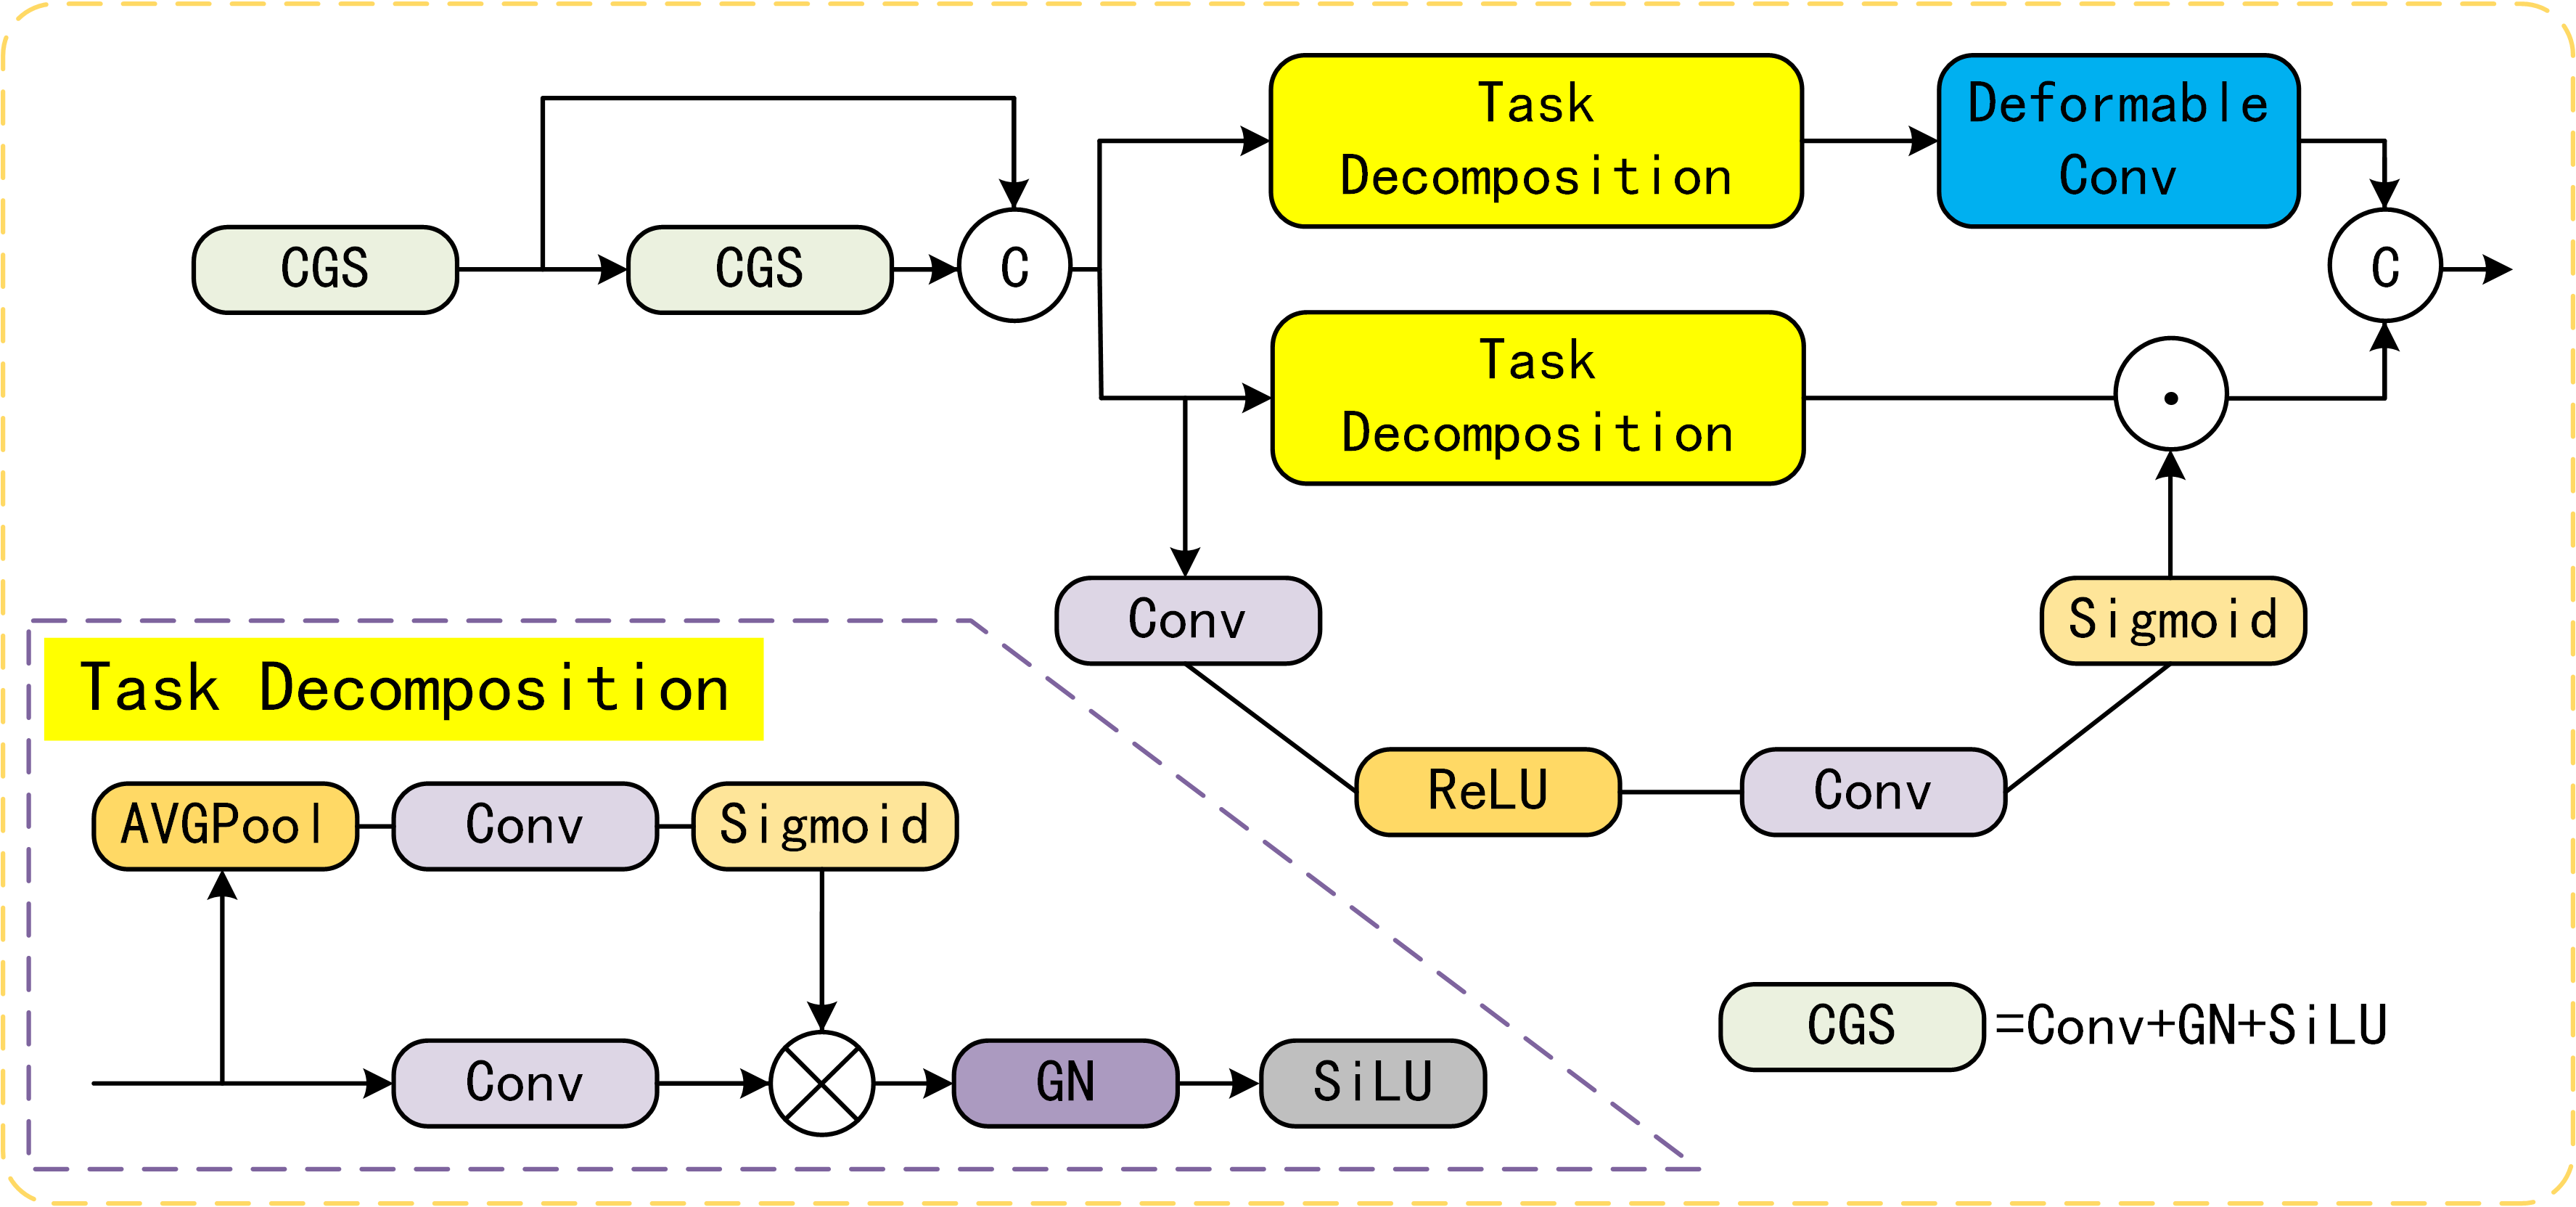 Task
Decomposition
Deformable
Conv
CGS
CGS
C
C
Task
Decomposition
Conv
Sigmoid
ReLU
Conv
Task Decomposition
AVGPool
Conv
Sigmoid
Conv
GN
SiLU
CGS
=Conv+GN+SiLU